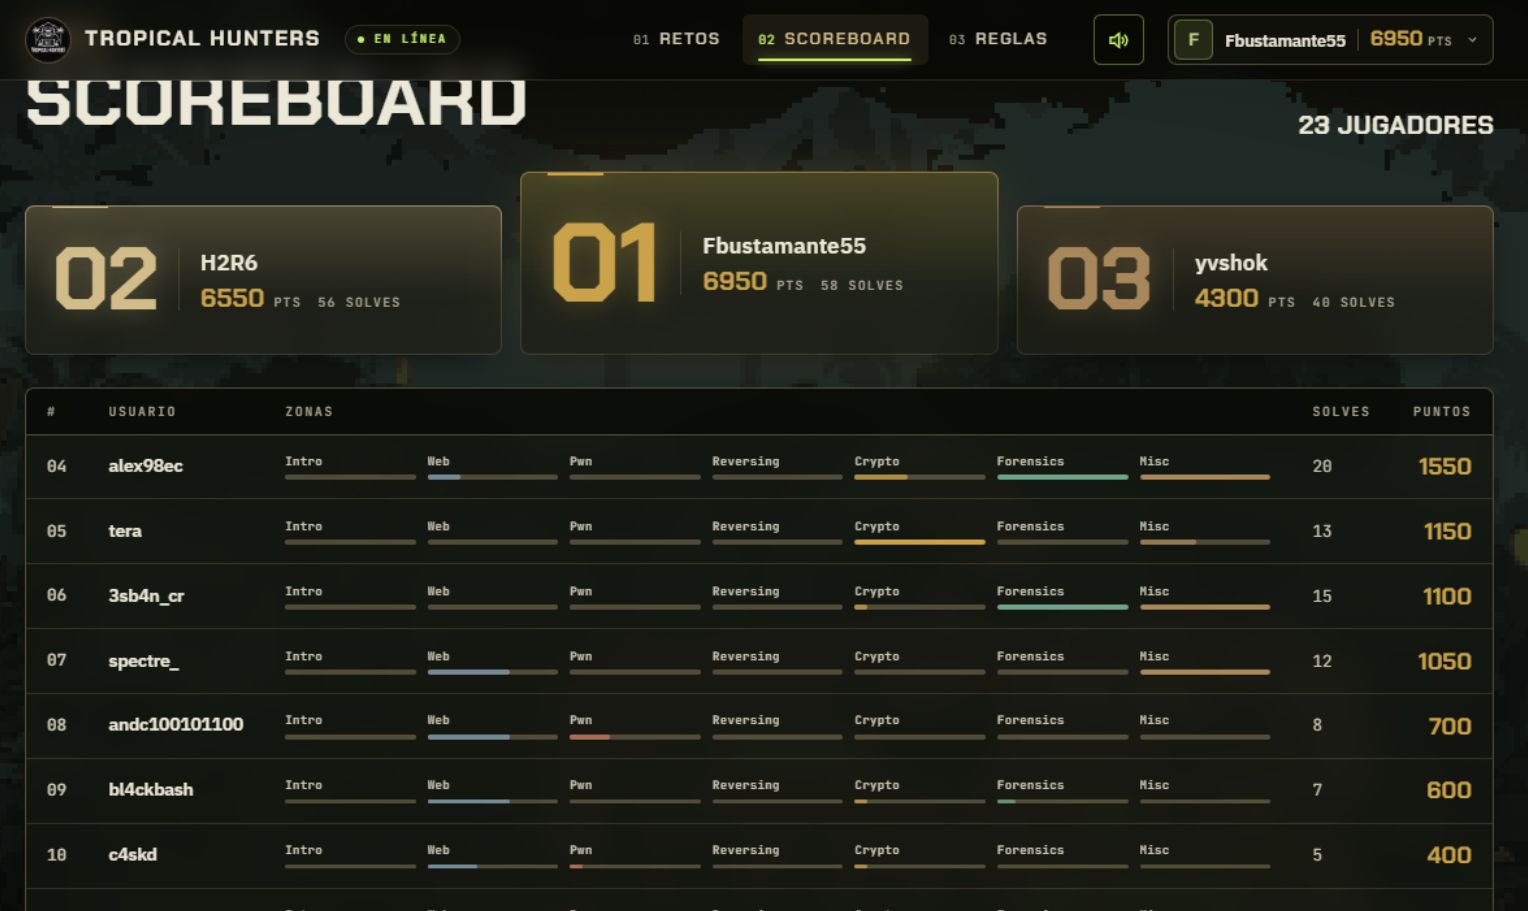 TROPICAL HUNTERS
EN LÍNEA
01 RETOS
02 SCOREBOARD
03 REGLAS
F Fbustamante55 6950 PTS
SCOREBOARD
23 JUGADORES
02 H2R6
6550 PTS 56 SOLVES
01 Fbustamante55
6950 PTS 58 SOLVES
03 yvshok
4300 PTS 40 SOLVES
# USUARIO ZONAS SOLVES PUNTOS
04 alex98ec Intro Web Pwn Reversing Crypto Forensics Misc 20 1550
05 tera Intro Web Pwn Reversing Crypto Forensics Misc 13 1150
06 3sb4n_cr Intro Web Pwn Reversing Crypto Forensics Misc 15 1100
07 spectre_ Intro Web Pwn Reversing Crypto Forensics Misc 12 1050
08 andc100101100 Intro Web Pwn Reversing Crypto Forensics Misc 8 700
09 bl4ckbash Intro Web Pwn Reversing Crypto Forensics Misc 7 600
10 c4skd Intro Web Pwn Reversing Crypto Forensics Misc 5 400